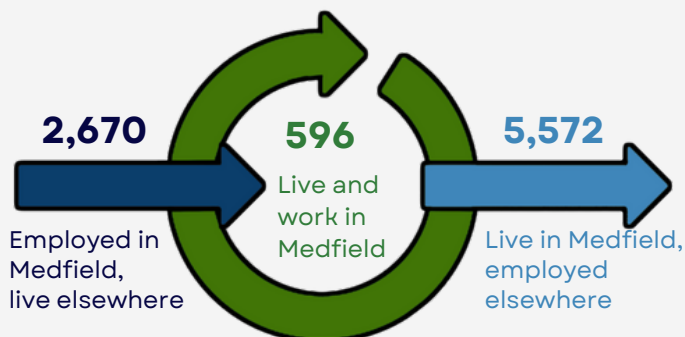 2,670
Employed in
Medfield,
live elsewhere
596
Live and
work in
Medfield
5,572
Live in Medfield,
employed
elsewhere